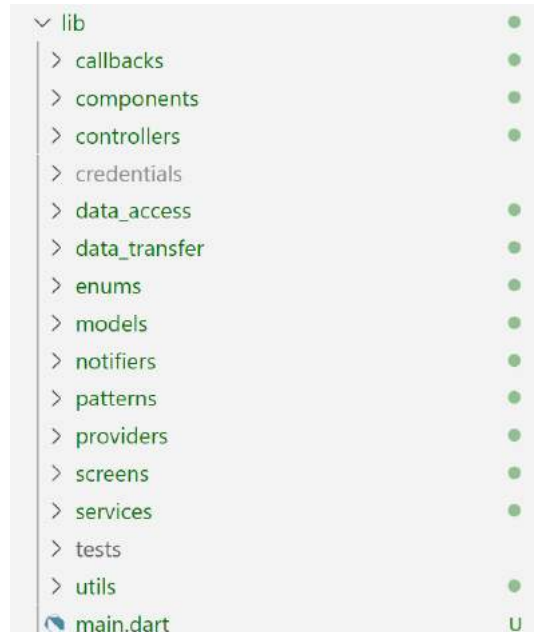 lib
callbacks
components
controllers
credentials
data_access
data_transfer
enums
models
notifiers
patterns
providers
screens
services
tests
utils
main.dart U